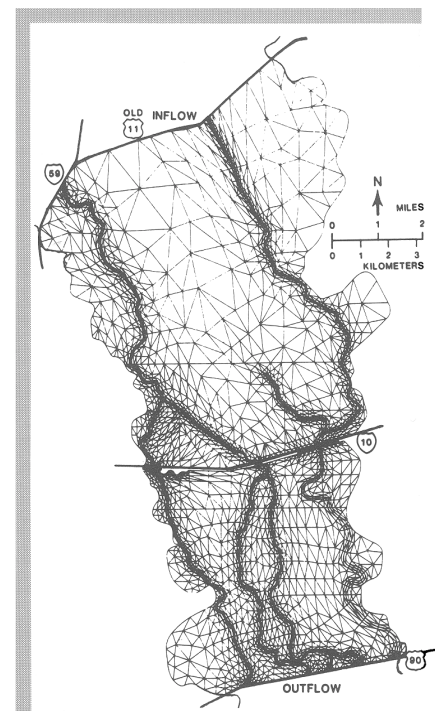 OLD
11
INFLOW
59
N
MILES
0 1 2
0 1 2 3
KILOMETERS
10
90
OUTFLOW